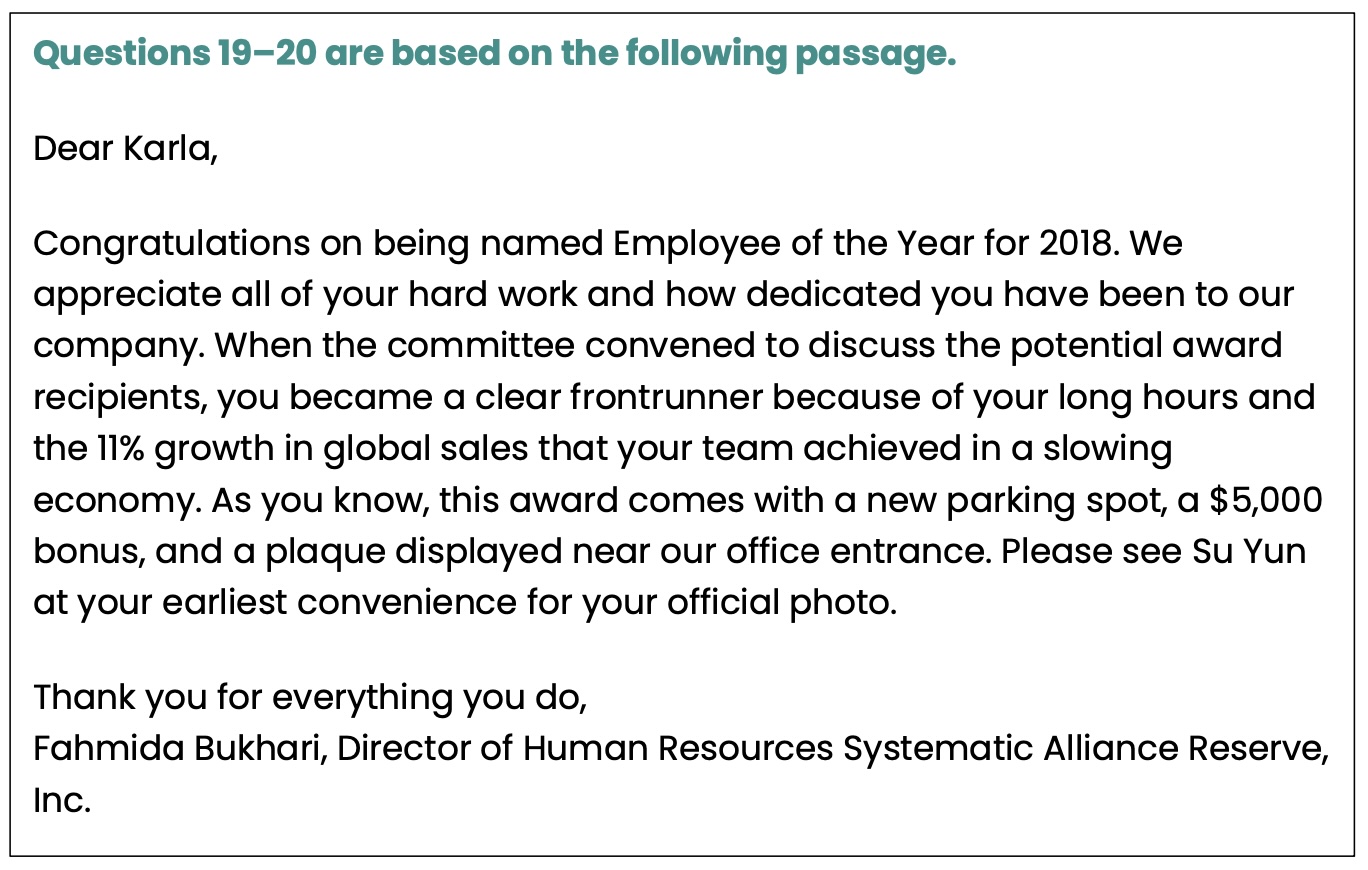 Questions 19–20 are based on the following passage.
Dear Karla,
Congratulations on being named Employee of the Year for 2018. We
appreciate all of your hard work and how dedicated you have been to our
company. When the committee convened to discuss the potential award
recipients, you became a clear frontrunner because of your long hours and
the 11% growth in global sales that your team achieved in a slowing
economy. As you know, this award comes with a new parking spot, a $5,000
bonus, and a plaque displayed near our office entrance. Please see Su Yun
at your earliest convenience for your official photo.
Thank you for everything you do,
Fahmida Bukhari, Director of Human Resources Systematic Alliance Reserve,
Inc.